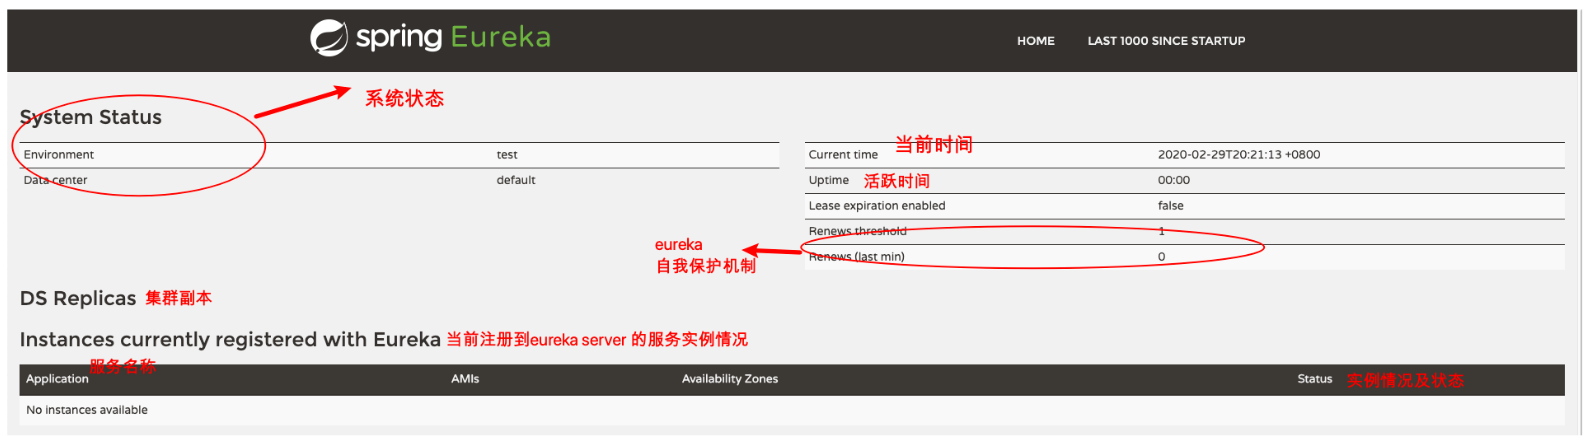 spring Eureka
HOME LAST 1000 SINCE STARTUP
系统状态
System Status
Environment test
Data center default
Current time 当前时间 2020-02-29T20:21:13 +0800
Uptime 活跃时间 00:00
Lease expiration enabled false
Renews threshold 1
Renews (last min) 0
eureka
自我保护机制
DS Replicas 集群副本
Instances currently registered with Eureka 当前注册到eureka server 的服务实例情况
服务名称
Application AMIs Availability Zones Status 实例情况及状态
No instances available